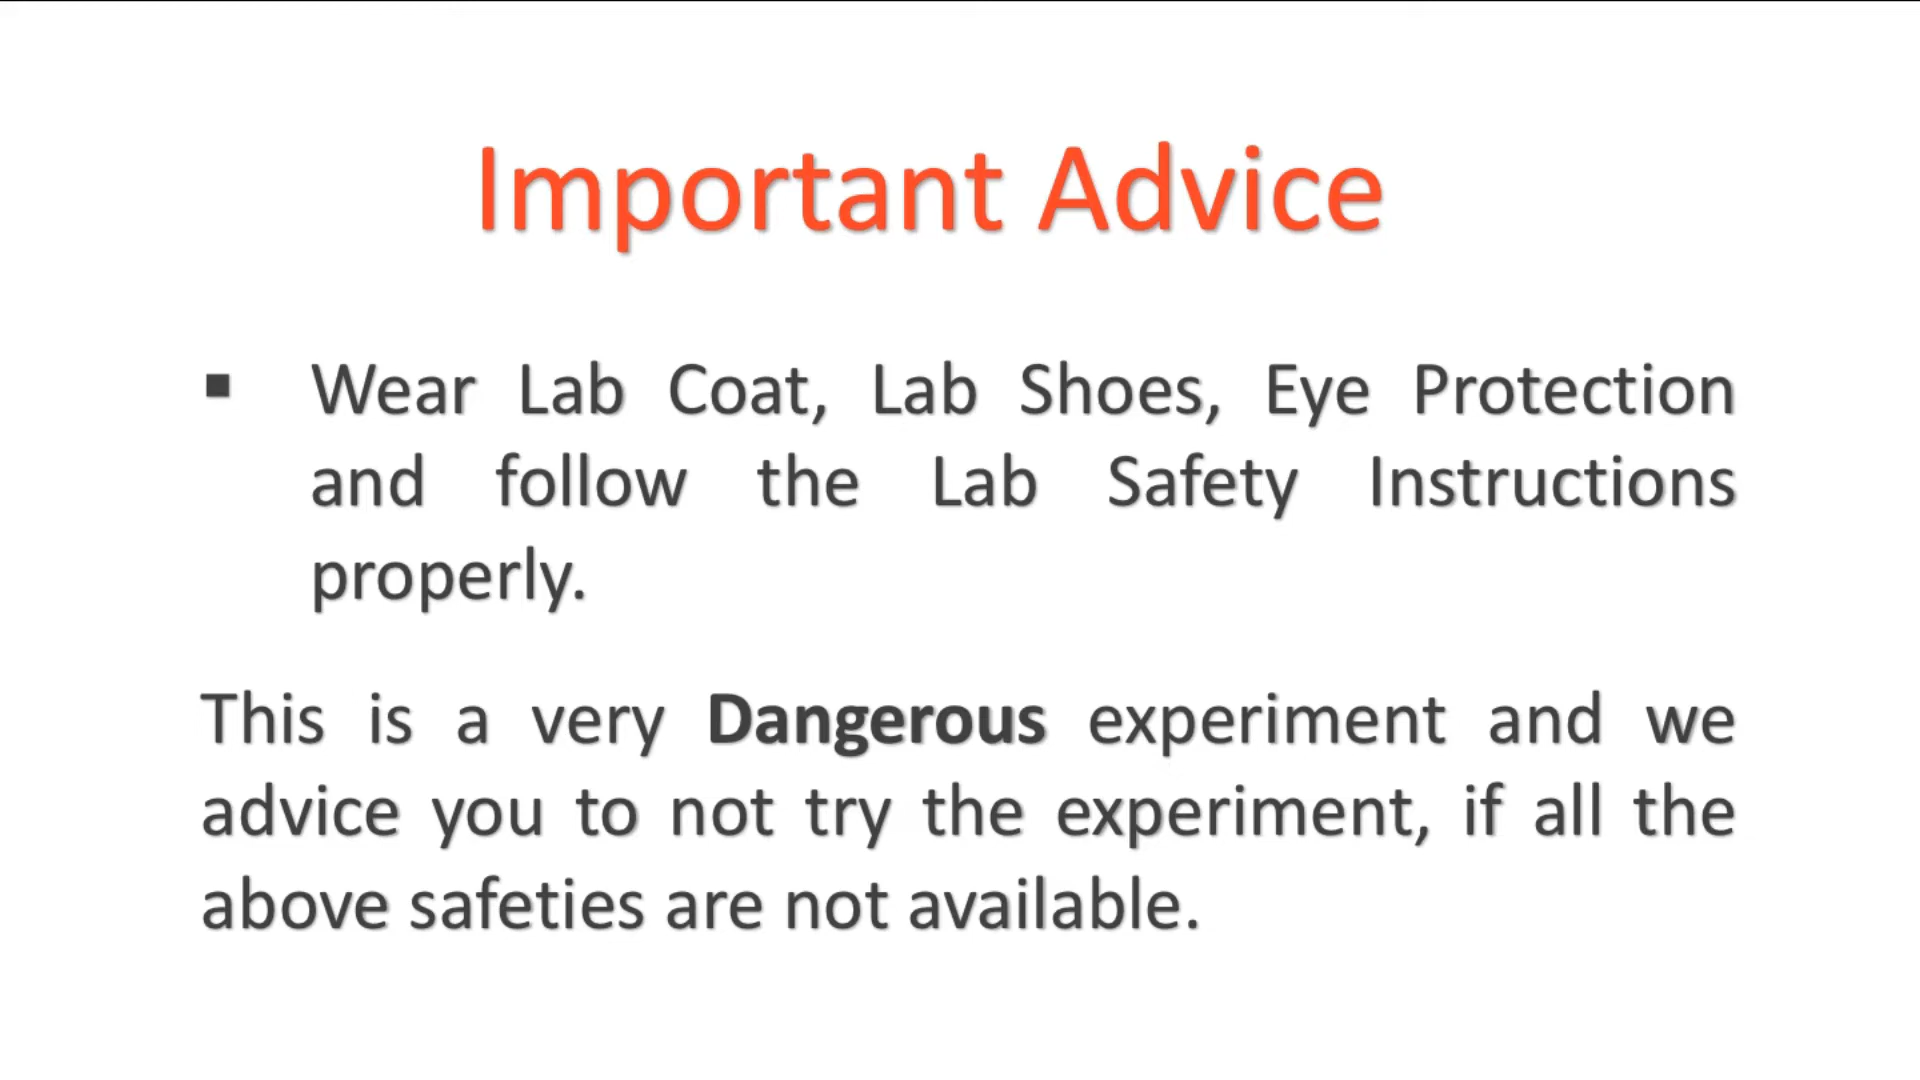 Important Advice
▪ Wear Lab Coat, Lab Shoes, Eye Protection
and follow the Lab Safety Instructions
properly.
This is a very Dangerous experiment and we
advice you to not try the experiment, if all the
above safeties are not available.